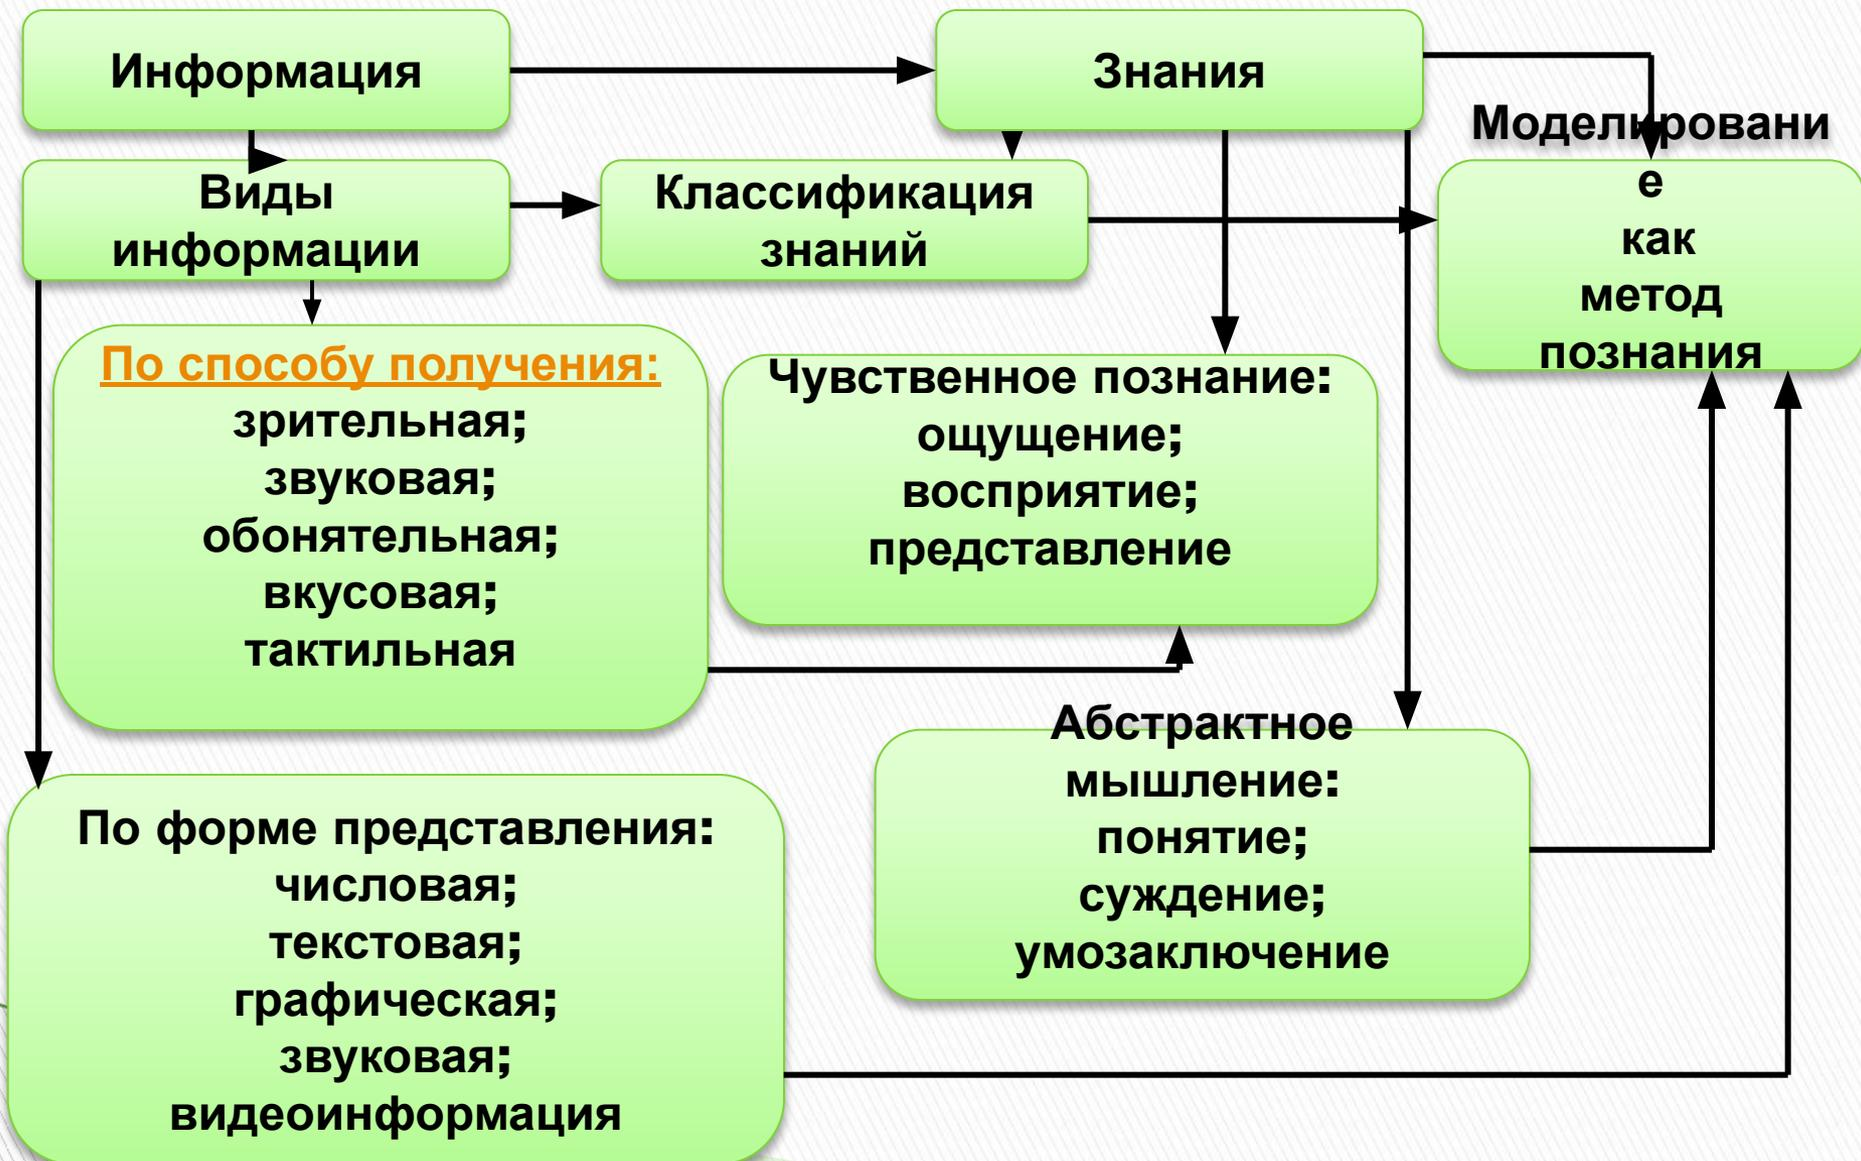 Информация
Знания
Виды
информации
Классификация
знаний
Моделировани
е
как
метод
познания
По способу получения:
зрительная;
звуковая;
обонятельная;
вкусовая;
тактильная
Чувственное познание:
ощущение;
восприятие;
представление
Абстрактное
мышление:
понятие;
суждение;
умозаключение
По форме представления:
числовая;
текстовая;
графическая;
звуковая;
видеоинформация